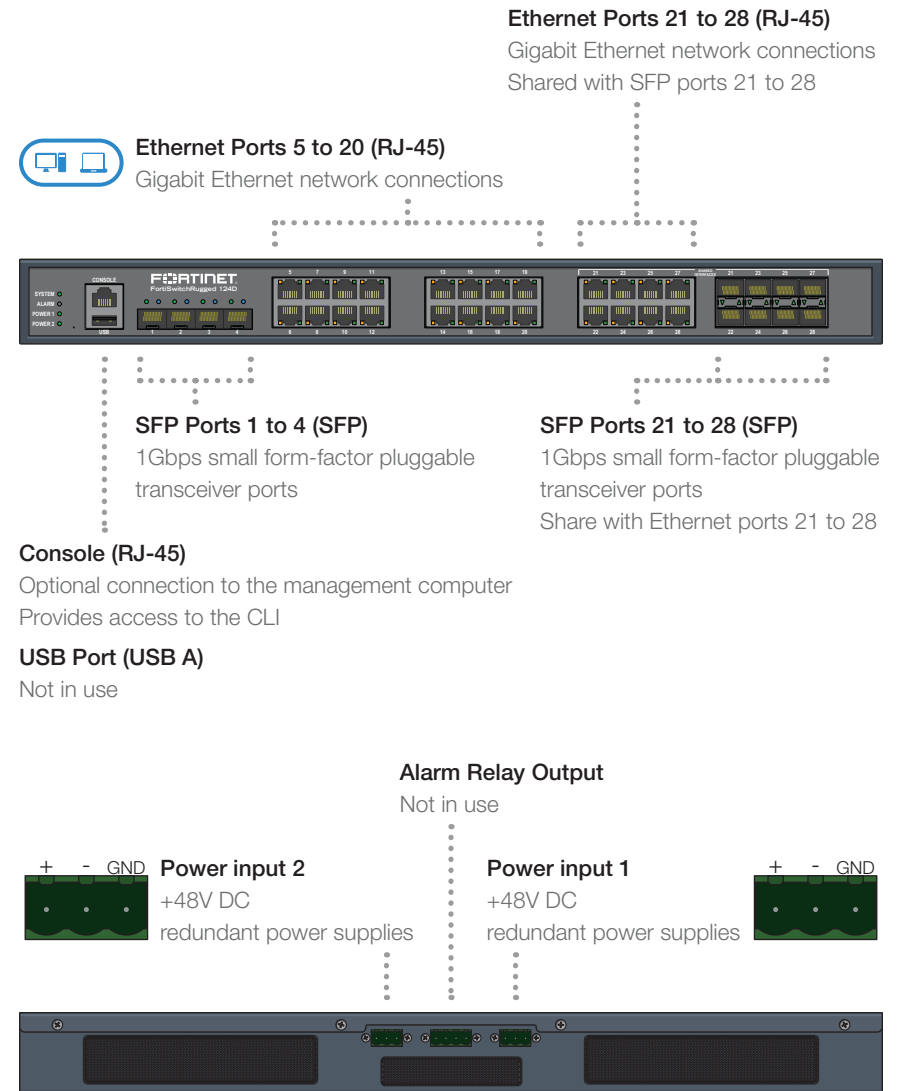 Ethernet Ports 21 to 28 (RJ-45)
Gigabit Ethernet network connections
Shared with SFP ports 21 to 28
Ethernet Ports 5 to 20 (RJ-45)
Gigabit Ethernet network connections
SYSTEM
ALARM
POWER 1
POWER 2
CONSOLE
USB
FORTINET
FortiSwitchRugged 124D
1 2 3 4
5 7 9 11
6 8 10 12
13 15 17 19
14 16 18 20
21 23 25 27
22 24 26 28
SHARED
INTERFACES
21 23 25 27
22 24 26 28
SFP Ports 1 to 4 (SFP)
1Gbps small form-factor pluggable
transceiver ports
SFP Ports 21 to 28 (SFP)
1Gbps small form-factor pluggable
transceiver ports
Share with Ethernet ports 21 to 28
Console (RJ-45)
Optional connection to the management computer
Provides access to the CLI
USB Port (USB A)
Not in use
Alarm Relay Output
Not in use
+ - GND
Power input 2
+48V DC
redundant power supplies
Power input 1
+48V DC
redundant power supplies
+ - GND